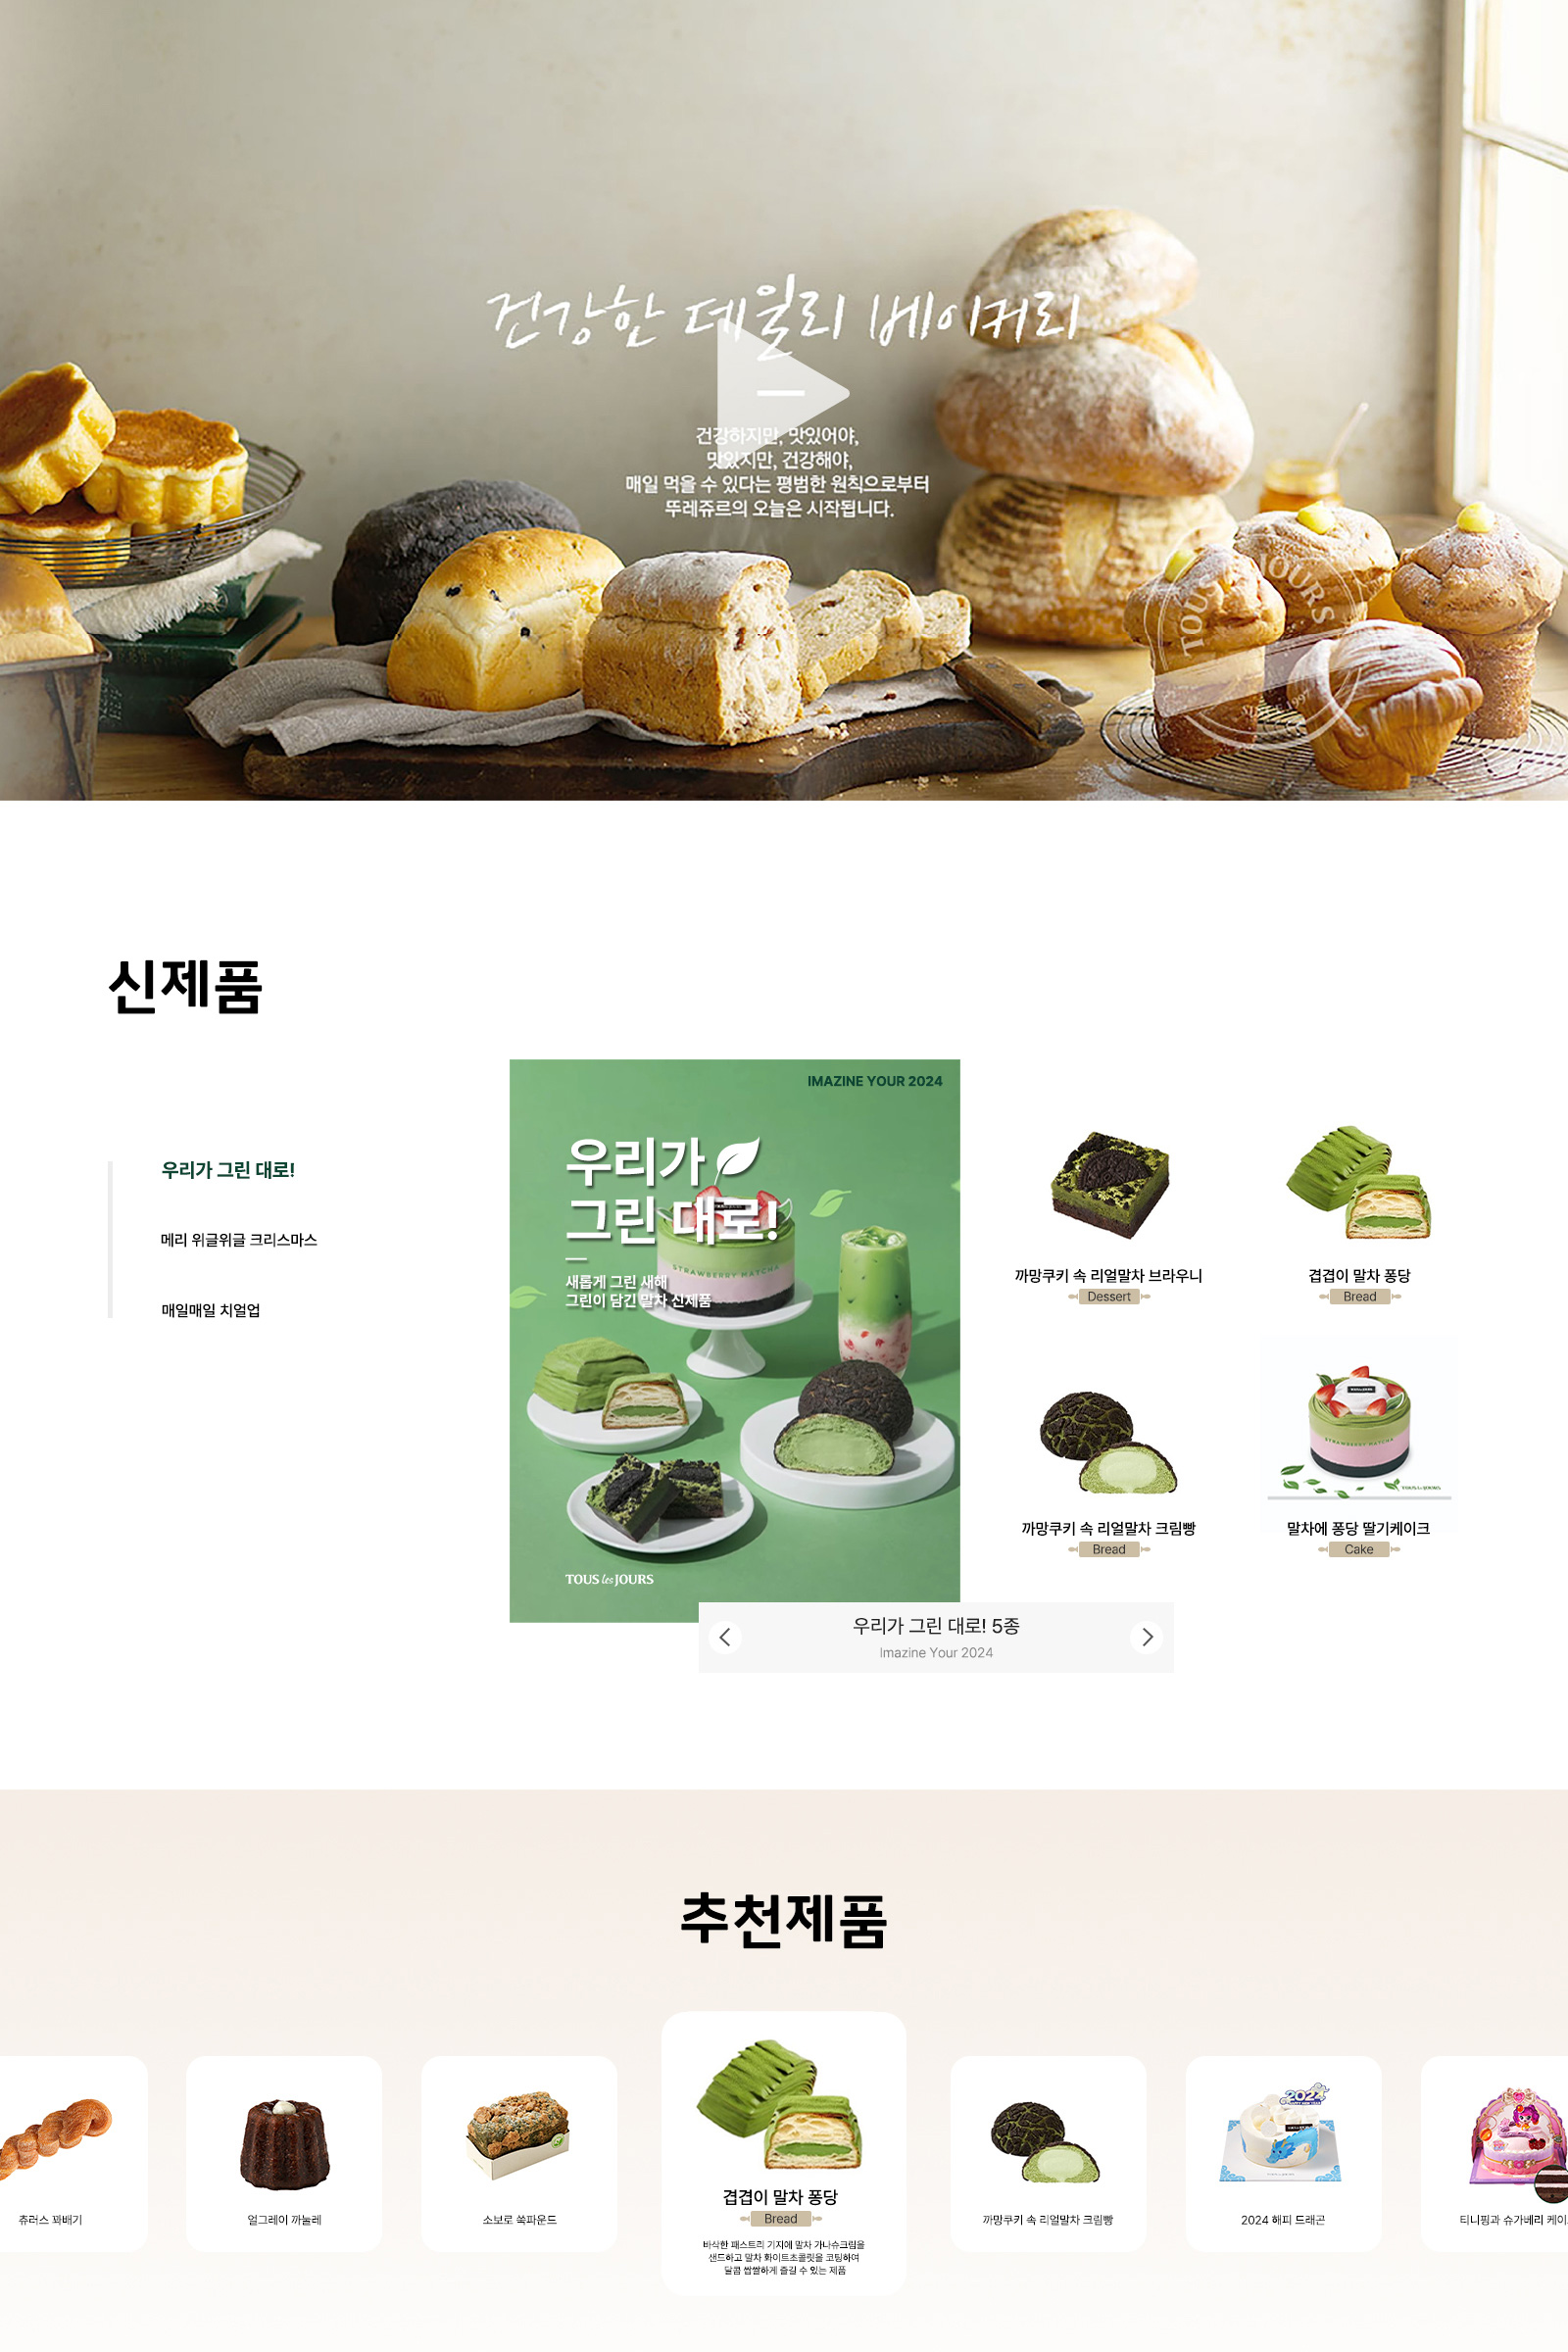 건강한 데일리 베이커리
건강하지만, 맛있어야,
맛있지만, 건강해야,
매일 먹을 수 있다는 평범한 원칙으로부터
뚜레쥬르의 오늘은 시작됩니다.
TOUS JOURS
신제품
우리가 그린 대로!
메리 위글위글 크리스마스
매일매일 치얼업
IMAZINE YOUR 2024
우리가
그린 대로!
STRAWBERRY MATCHA
새롭게 그린 새해
그린이 담긴 말차 신제품
TOUS les JOURS
까망쿠키 속 리얼말차 브라우니
Dessert
겹겹이 말차 퐁당
Bread
까망쿠키 속 리얼말차 크림빵
Bread
STRAWBERRY MATCHA
TOUS les JOURS
말차에 퐁당 딸기케이크
Cake
우리가 그린 대로! 5종
Imazine Your 2024
추천제품
츄러스 꽈배기
얼그레이 까눌레
소보로 쑥파운드
겹겹이 말차 퐁당
Bread
바삭한 패스트리 기지에 말차 가나슈크림을
샌드하고 말차 화이트초콜릿을 코팅하여
달콤 쌉쌀하게 즐길 수 있는 제품
까망쿠키 속 리얼말차 크림빵
2024
2024 해피 드래곤
티니핑과 슈가베리 케이